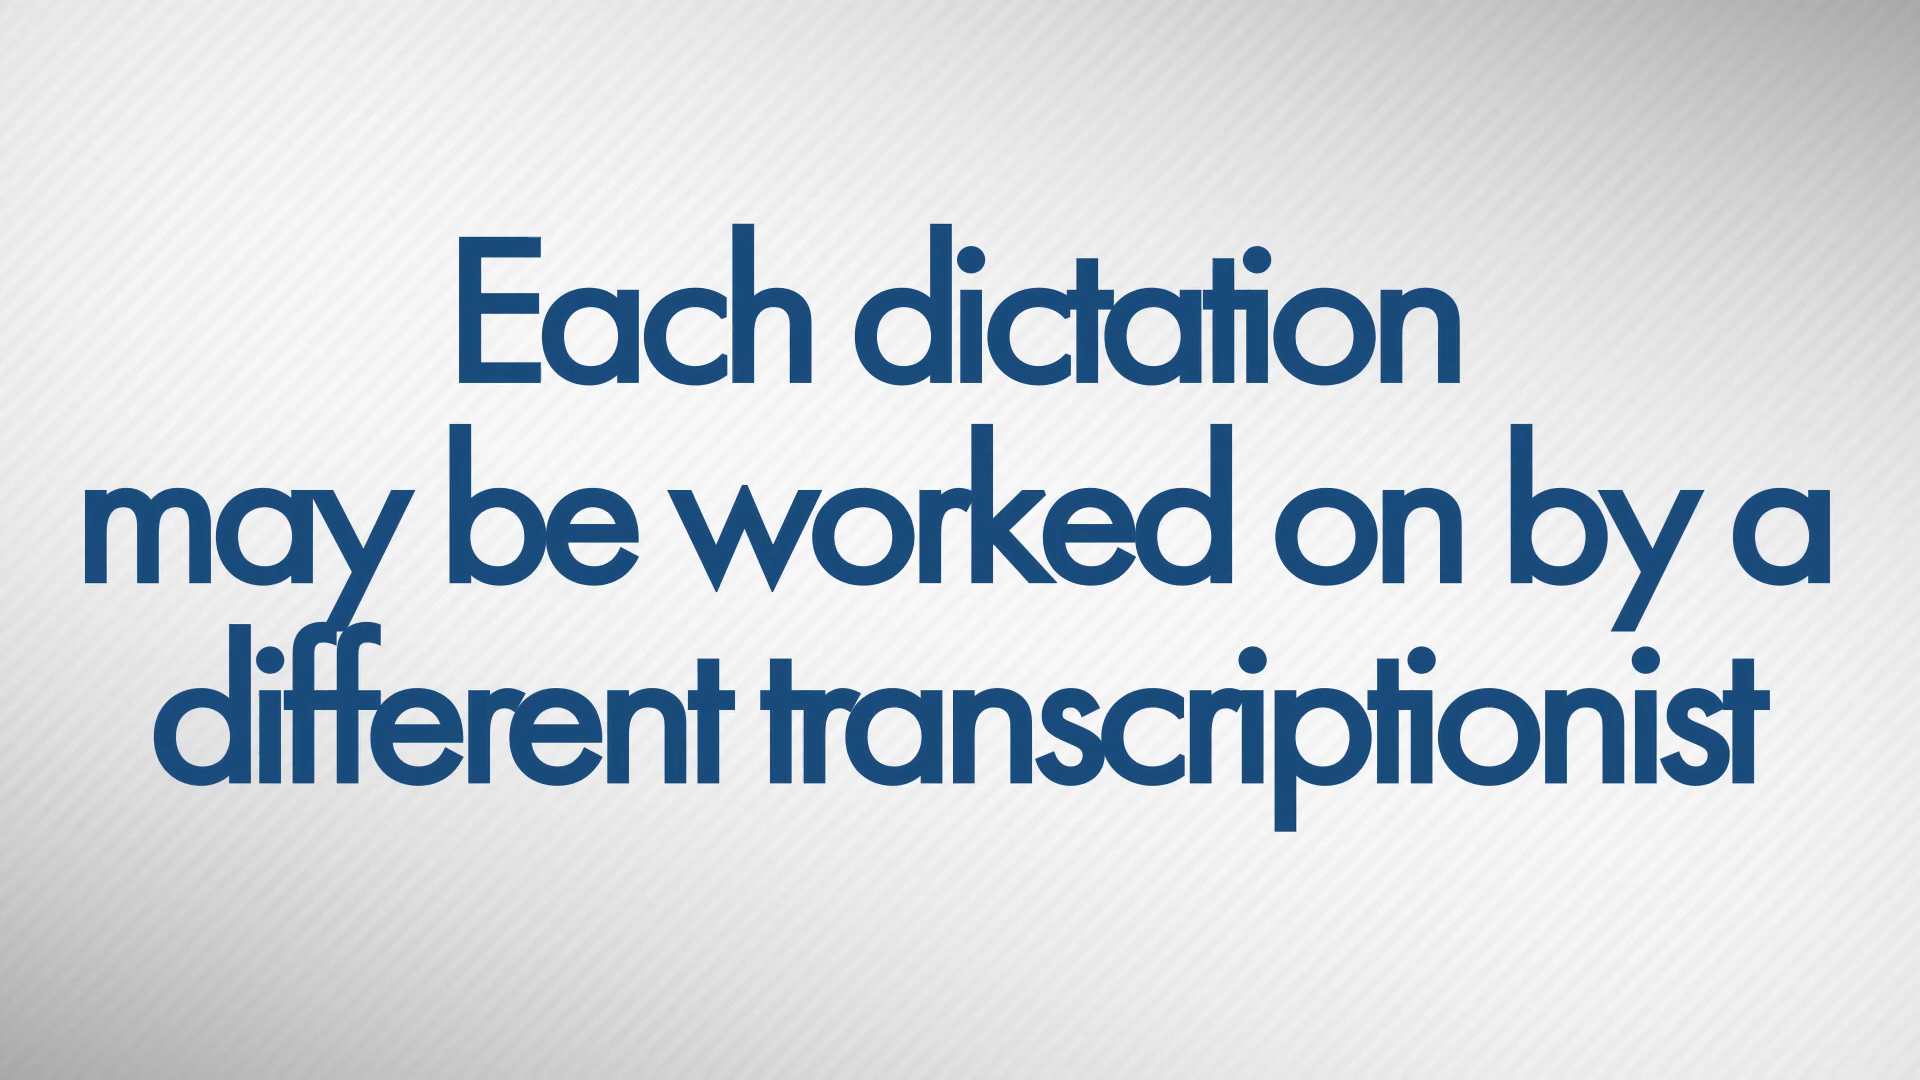 Each dictation
may be worked on by a
different transcriptionist